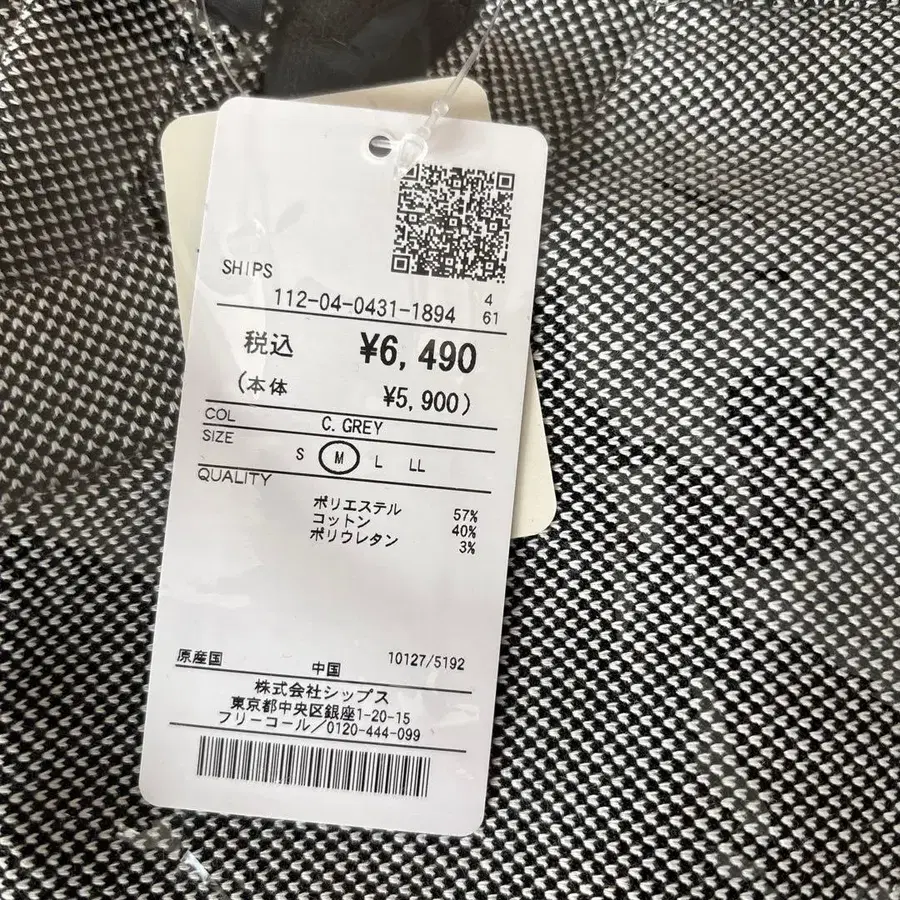 SHIPS
112-04-0431-1894 4
61
税込 ¥6,490
(本体 ¥5,900)
COL C.GREY
SIZE
S M L LL
QUALITY
ポリエステル 57%
コットン 40%
ポリウレタン 3%
原産国 中国 10127/5192
株式会社シップス
東京都中央区銀座1-20-15
フリーコール/0120-444-099